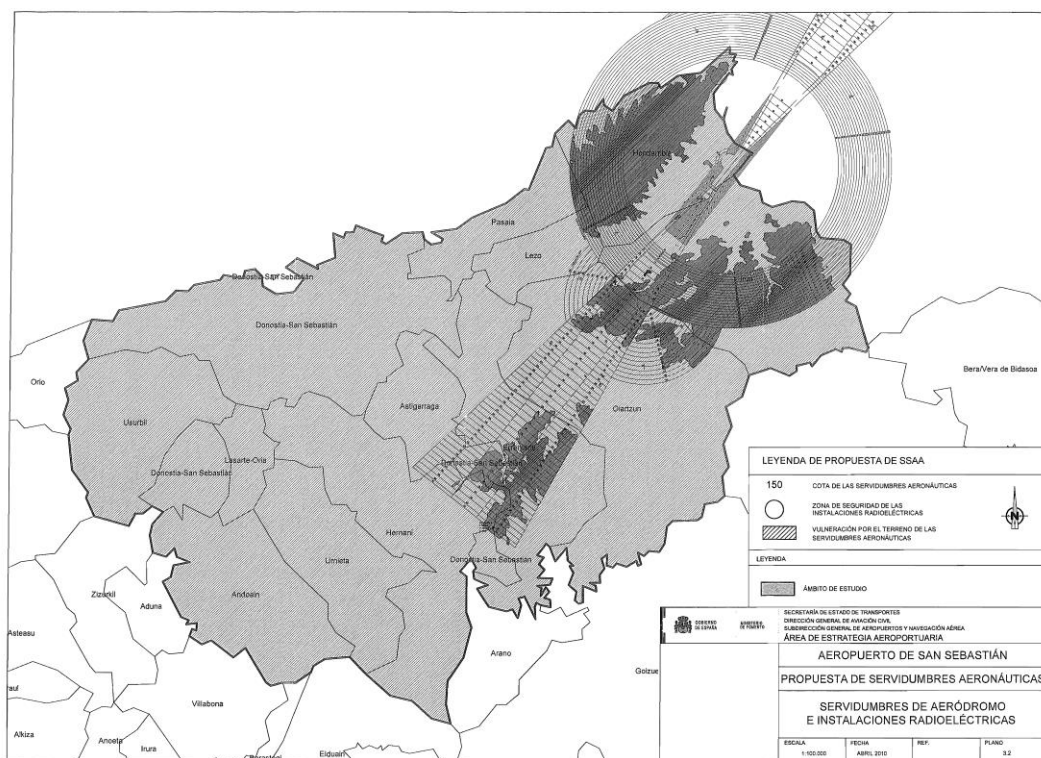 Hondarribia
Pasaia
Lezo
Irun
Donostia-San Sebastián
Donostia-San Sebastián
Orio
Bera/Vera de Bidasoa
Astigarraga
Oiartzun
Usurbil
Lasarte-Oria
Donostia-San Sebastián
Donostia-San Sebastián
Hernani
Urnieta
Donostia-San Sebastián
Andoain
Zizurkil
Aduna
Asteasu
Arano
Goizue
Villabona
Alkiza
Anoeta
Irura
Elduain
LEYENDA DE PROPUESTA DE SSAA
150 COTA DE LAS SERVIDUMBRES AERONÁUTICAS
ZONA DE SEGURIDAD DE LAS
INSTALACIONES RADIOELÉCTRICAS
VULNERACIÓN POR EL TERRENO DE LAS
SERVIDUMBRES AERONÁUTICAS
N
LEYENDA
ÁMBITO DE ESTUDIO
GOBIERNO
DE ESPAÑA
MINISTERIO
DE FOMENTO
SECRETARÍA DE ESTADO DE TRANSPORTES
DIRECCIÓN GENERAL DE AVIACIÓN CIVIL
SUBDIRECCIÓN GENERAL DE AEROPUERTOS Y NAVEGACIÓN AÉREA
ÁREA DE ESTRATEGIA AEROPORTUARIA
AEROPUERTO DE SAN SEBASTIÁN
PROPUESTA DE SERVIDUMBRES AERONÁUTICAS
SERVIDUMBRES DE AERÓDROMO
E INSTALACIONES RADIOELÉCTRICAS
ESCALA FECHA REF. PLANO
1:100.000 ABRIL 2010 3.2